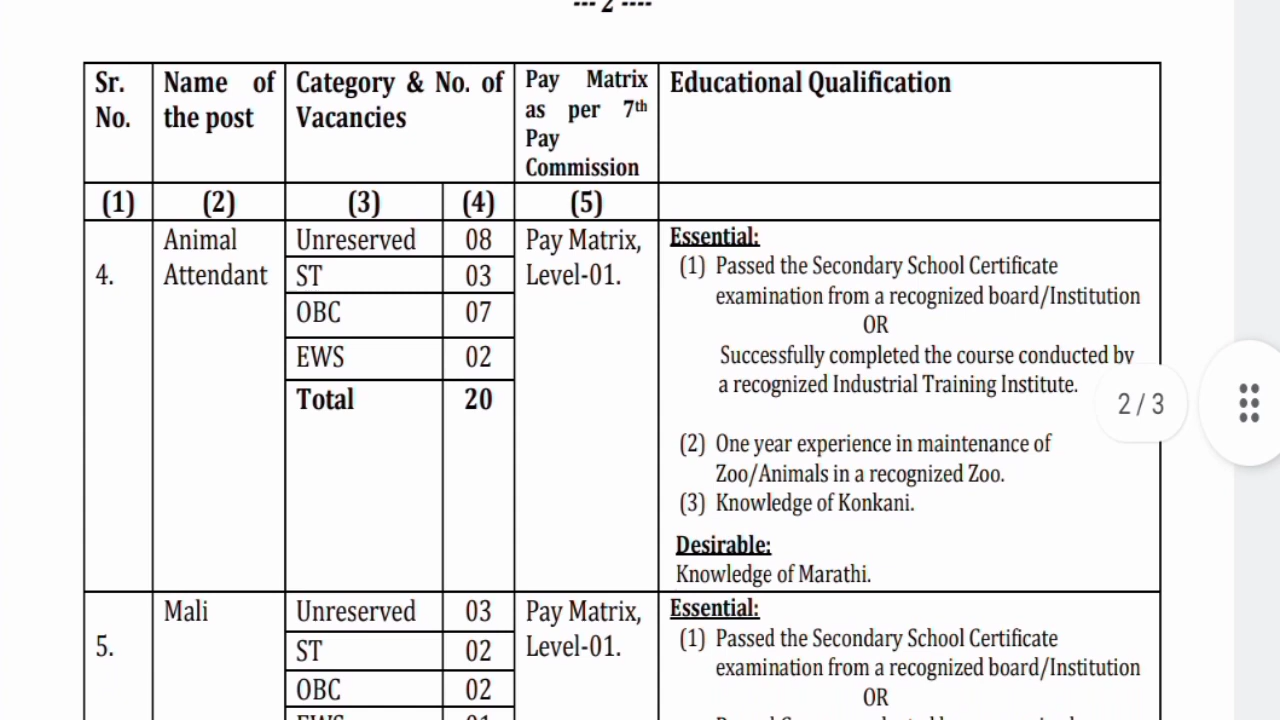 --- 2 ----
Sr. No.
Name of the post
Category & No. of Vacancies
Pay Matrix as per 7th Pay Commission
Educational Qualification
(1)
(2)
(3)
(4)
(5)
4.
Animal
Attendant
Unreserved 08
ST 03
OBC 07
EWS 02
Total 20
Pay Matrix,
Level-01.
Essential:
(1) Passed the Secondary School Certificate
examination from a recognized board/Institution
OR
Successfully completed the course conducted by
a recognized Industrial Training Institute.
(2) One year experience in maintenance of
Zoo/Animals in a recognized Zoo.
(3) Knowledge of Konkani.
Desirable:
Knowledge of Marathi.
5.
Mali
Unreserved 03
ST 02
OBC 02
EWS 01
Pay Matrix,
Level-01.
Essential:
(1) Passed the Secondary School Certificate
examination from a recognized board/Institution
OR
2 / 3